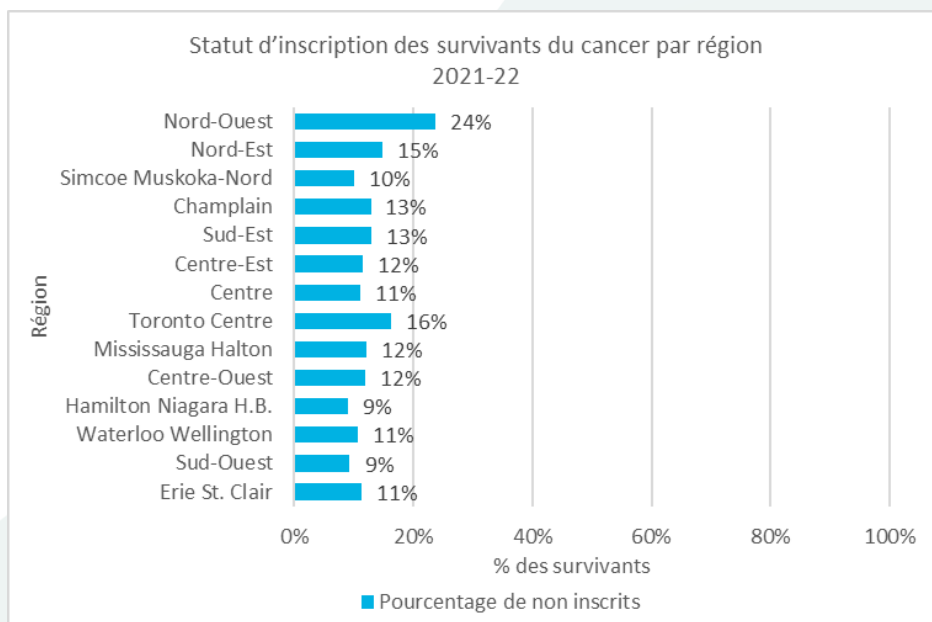 Statut d’inscription des survivants du cancer par région
2021-22
Région
Nord-Ouest 24%
Nord-Est 15%
Simcoe Muskoka-Nord 10%
Champlain 13%
Sud-Est 13%
Centre-Est 12%
Centre 11%
Toronto Centre 16%
Mississauga Halton 12%
Centre-Ouest 12%
Hamilton Niagara H.B. 9%
Waterloo Wellington 11%
Sud-Ouest 9%
Erie St. Clair 11%
0% 20% 40% 60% 80% 100%
% des survivants
Pourcentage de non inscrits